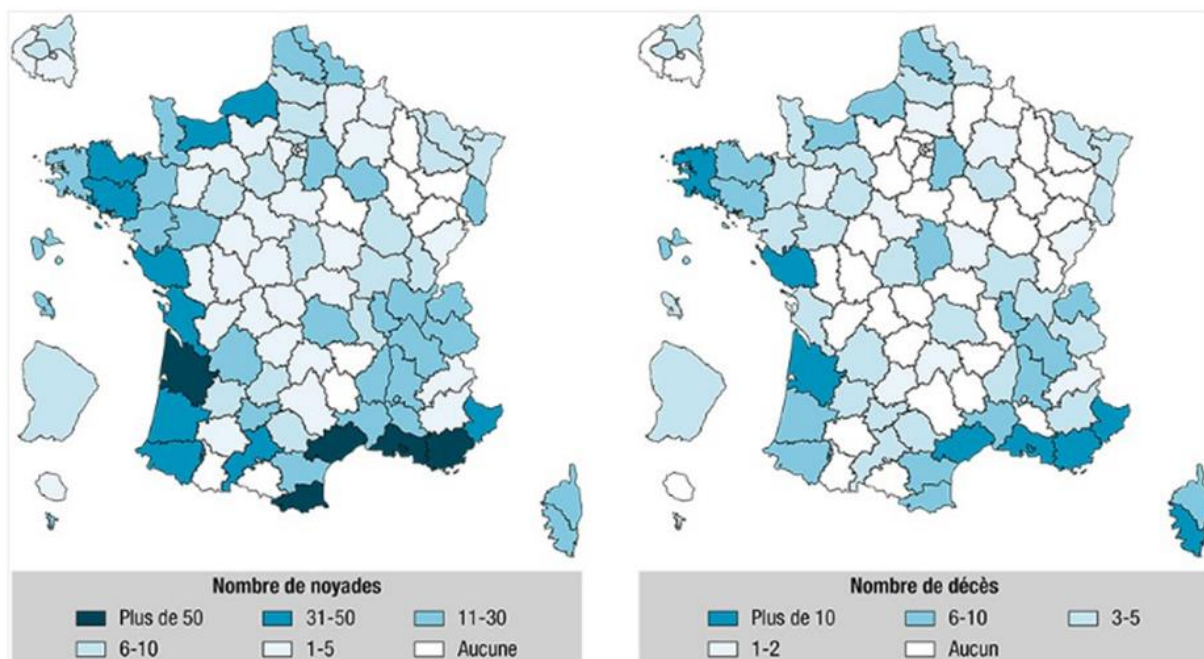 Nombre de noyades
Plus de 50 31-50 11-30
6-10 1-5 Aucune
Nombre de décès
Plus de 10 6-10 3-5
1-2 Aucun